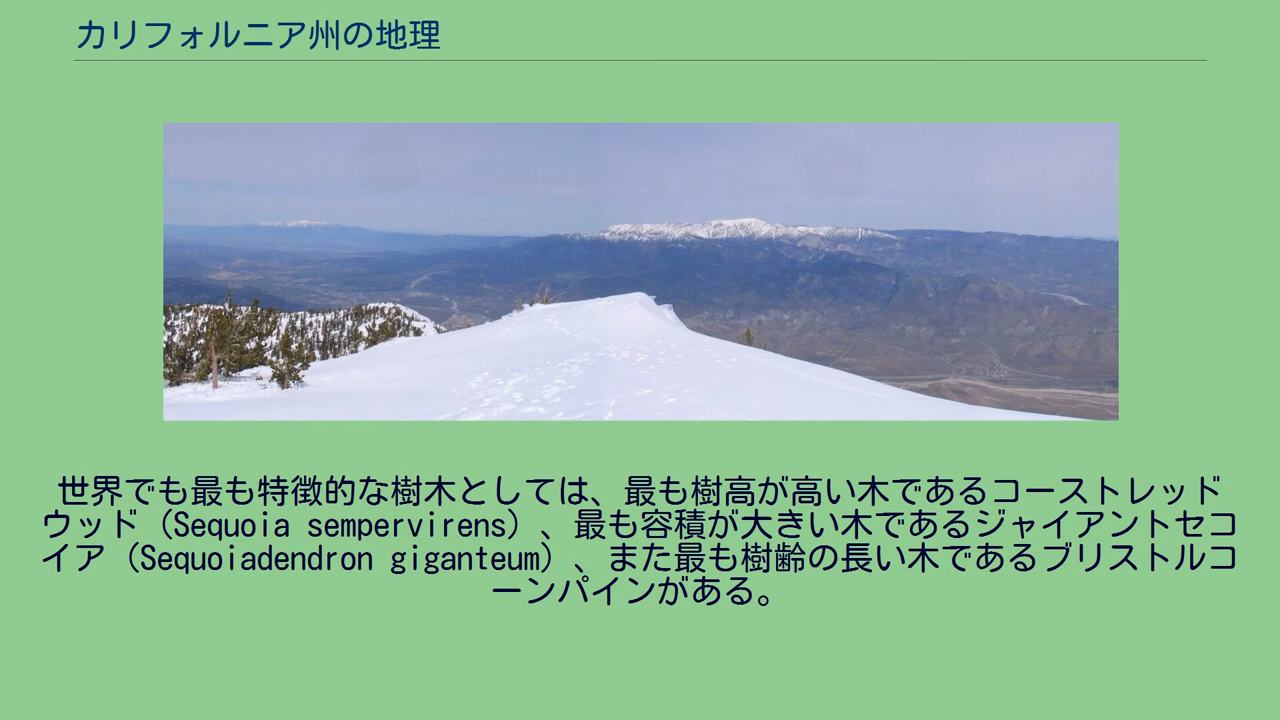 カリフォルニア州の地理
世界でも最も特徴的な樹木としては、最も樹高が高い木であるコーストレッド
ウッド（Sequoia sempervirens）、最も容積が大きい木であるジャイアントセコ
イア（Sequoiadendron giganteum）、また最も樹齢の長い木であるブリストルコ
ーンパインがある。